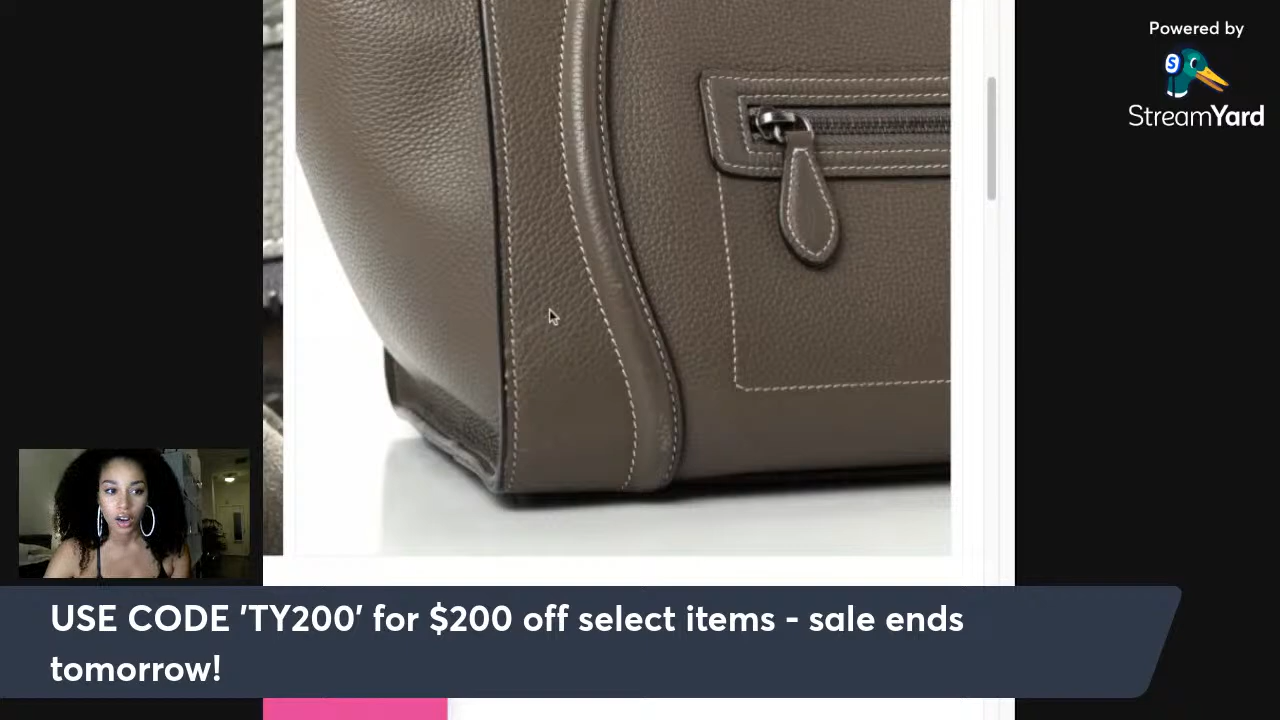 Powered by
S
StreamYard
USE CODE 'TY200' for $200 off select items - sale ends
tomorrow!